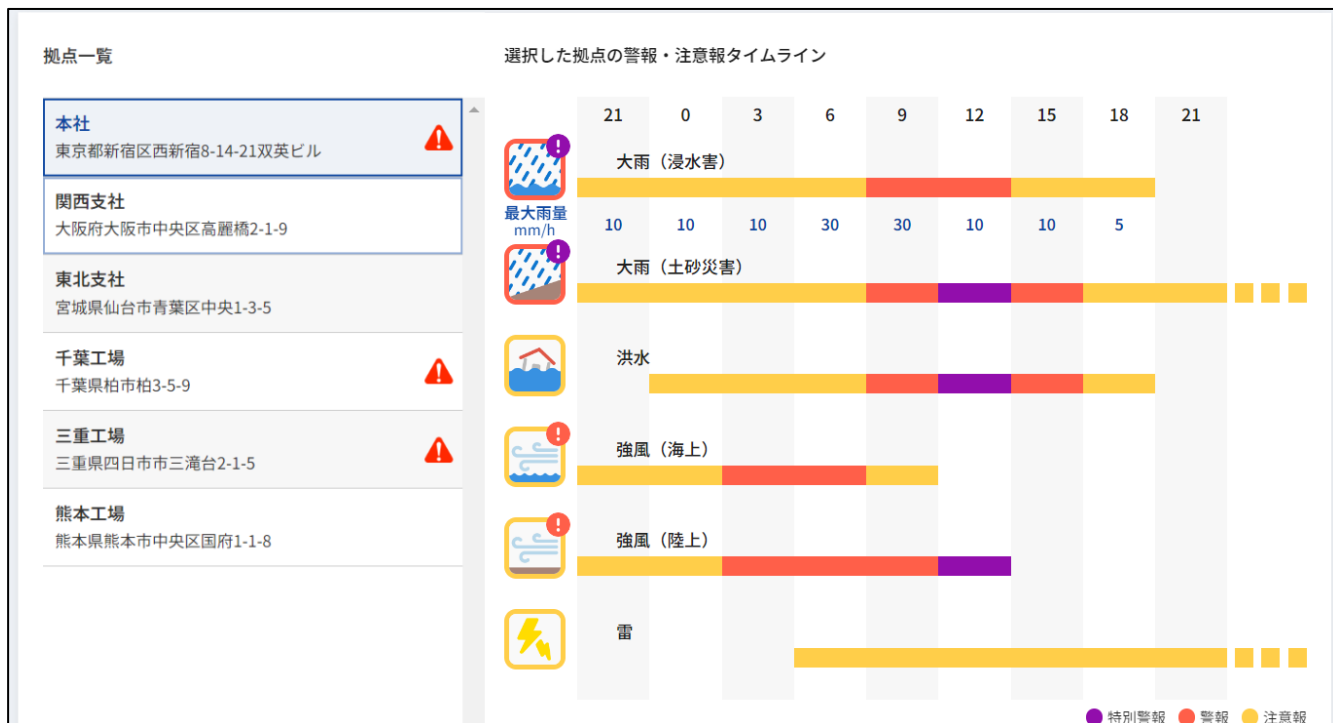 拠点一覧
本社
東京都新宿区西新宿8-14-21双英ビル
関西支社
大阪府大阪市中央区高麗橋2-1-9
東北支社
宮城県仙台市青葉区中央1-3-5
千葉工場
千葉県柏市柏3-5-9
三重工場
三重県四日市市三滝台2-1-5
熊本工場
熊本県熊本市中央区国府1-1-8
選択した拠点の警報・注意報タイムライン
21 0 3 6 9 12 15 18 21
大雨（浸水害）
最大雨量
mm/h
10 10 10 30 30 10 10 5
大雨（土砂災害）
洪水
強風（海上）
強風（陸上）
雷
特別警報 警報 注意報